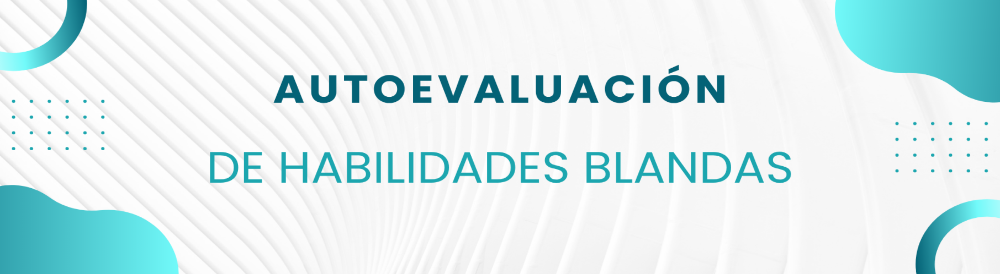 AUTOEVALUACIÓN
DE HABILIDADES BLANDAS